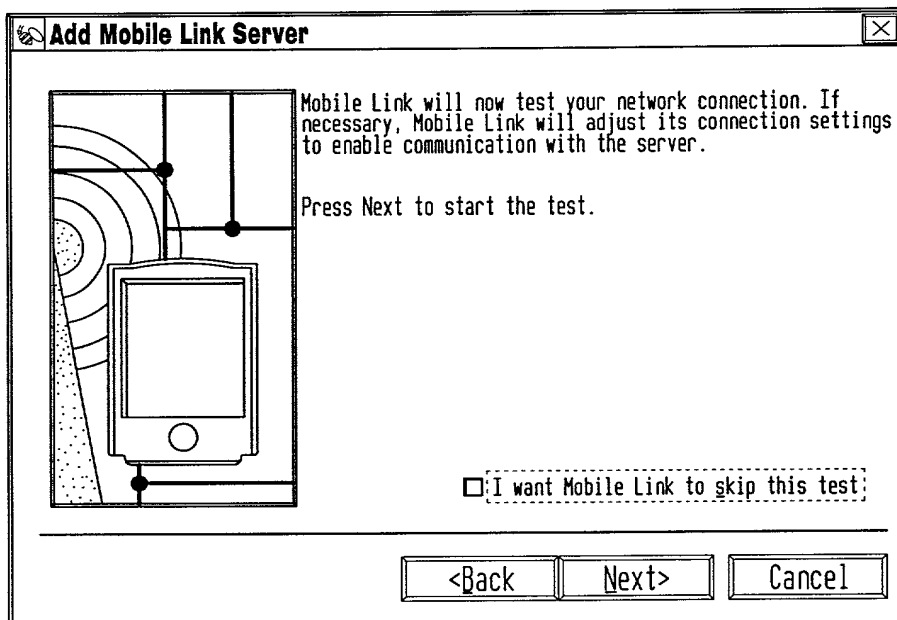 Add Mobile Link Server
Mobile Link will now test your network connection. If
necessary, Mobile Link will adjust its connection settings
to enable communication with the server.
Press Next to start the test.
I want Mobile Link to skip this test
<Back
Next>
Cancel